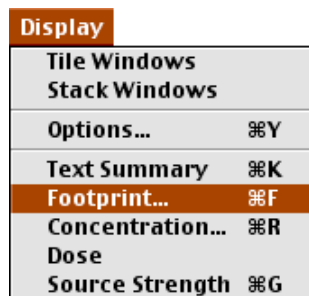 Display
Tile Windows
Stack Windows
Options... ⌘Y
Text Summary ⌘K
Footprint... ⌘F
Concentration... ⌘R
Dose
Source Strength ⌘G